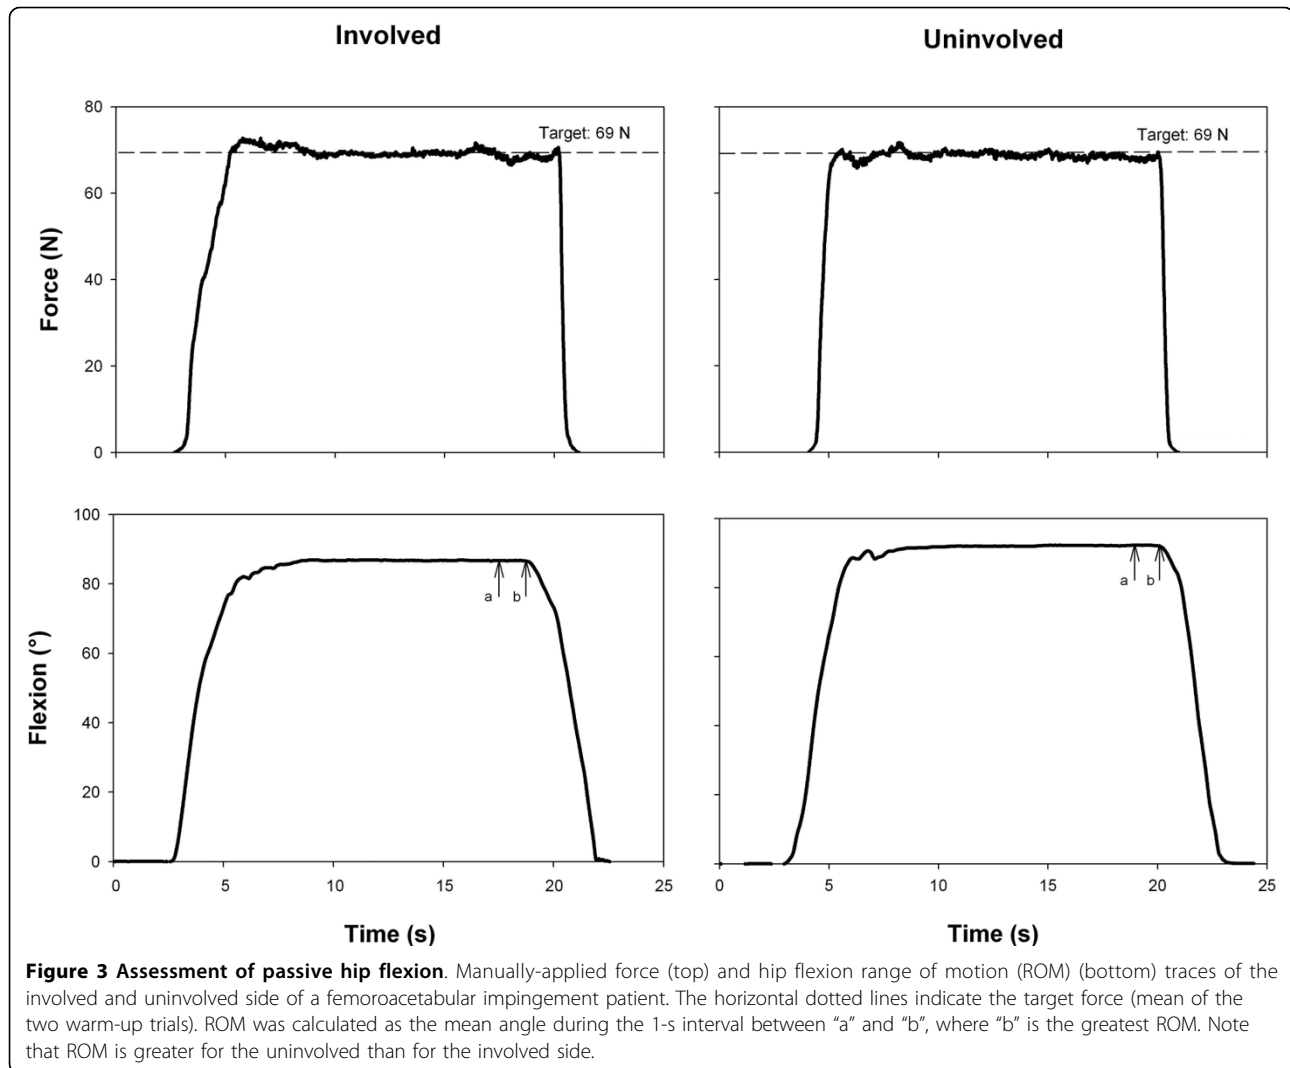 Involved
Uninvolved
80
60
40
20
0
Force (N)
Target: 69 N
Target: 69 N
100
80
60
40
20
0
Flexion (°)
a
b
a
b
0
5
10
15
20
25
0
5
10
15
20
25
Time (s)
Time (s)
Figure 3 Assessment of passive hip flexion. Manually-applied force (top) and hip flexion range of motion (ROM) (bottom) traces of the
involved and uninvolved side of a femoroacetabular impingement patient. The horizontal dotted lines indicate the target force (mean of the
two warm-up trials). ROM was calculated as the mean angle during the 1-s interval between “a” and “b”, where “b” is the greatest ROM. Note
that ROM is greater for the uninvolved than for the involved side.